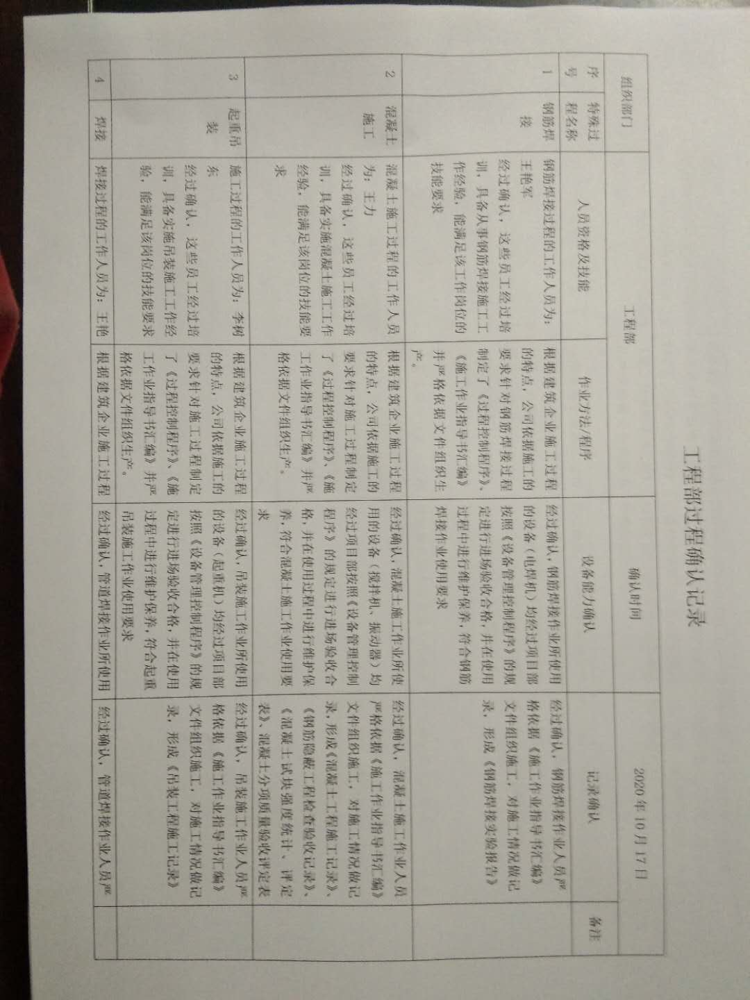 工程部过程确认记录
组织部门 工程部 确认时间 2020年10月17日
序号 特殊过程名称 人员资格及技能 作业方法/程序 设备能力确认 记录确认 备注
1
钢筋焊
接
钢筋焊接过程的工作人员为：
王艳军
经过确认，这些员工经过培
训，具备从事钢筋焊接施工工
作经验，能满足该工作岗位的
技能要求
根据建筑企业施工过程
的特点，公司依据施工的
要求针对钢筋焊接过程
制定了《过程控制程序》、
《施工作业指导书汇编》
并严格依据文件组织生
产。
经过确认，钢筋焊接作业所使用
的设备（电焊机）均经过项目部
按照《设备管理控制程序》的规
定进行进场验收合格，并在使用
过程中进行维护保养，符合钢筋
焊接作业使用要求
经过确认，钢筋焊接作业人员严
格依据《施工作业指导书汇编》
文件组织施工，对施工情况做记
录，形成《钢筋焊接实验报告》
2
混凝土
施工
混凝土施工过程的工作人员
为：王力
经过确认，这些员工经过培
训，具备实施混凝土施工工作
经验，能满足该岗位的技能要
求
根据建筑企业施工过程
的特点，公司依据施工的
要求针对施工过程制定
了《过程控制程序》、《施
工作业指导书汇编》并严
格依据文件组织生产。
经过确认，混凝土施工作业所使
用的设备（搅拌机、振动器）均
经过项目部按照《设备管理控制
程序》的规定进行进场验收合
格，并在使用过程中进行维护保
养，符合混凝土施工作业使用要
求
经过确认，混凝土施工作业人员
严格依据《施工作业指导书汇编》
文件组织施工，对施工情况做记
录，形成《混凝土工程施工记录》、
《钢筋隐蔽工程检查验收记录》、
《混凝土试块强度统计、评定
表》、混凝土分项质量验收评定表
3
起重吊
装
施工过程的工作人员为：李树
东
经过确认，这些员工经过培
训，具备实施吊装施工工作经
验，能满足该岗位的技能要求
根据建筑企业施工过程
的特点，公司依据施工的
要求针对施工过程制定
了《过程控制程序》、《施
工作业指导书汇编》并严
格依据文件组织生产。
经过确认，吊装施工作业所使用
的设备（起重机）均经过项目部
按照《设备管理控制程序》的规
定进行进场验收合格，并在使用
过程中进行维护保养，符合起重
吊装施工作业使用要求
经过确认，吊装施工作业人员严
格依据《施工作业指导书汇编》
文件组织施工，对施工情况做记
录，形成《吊装工程施工记录》
4
焊接
焊接过程的工作人员为：王艳
根据建筑企业施工过程
经过确认，管道焊接作业所使用
经过确认，管道焊接作业人员严